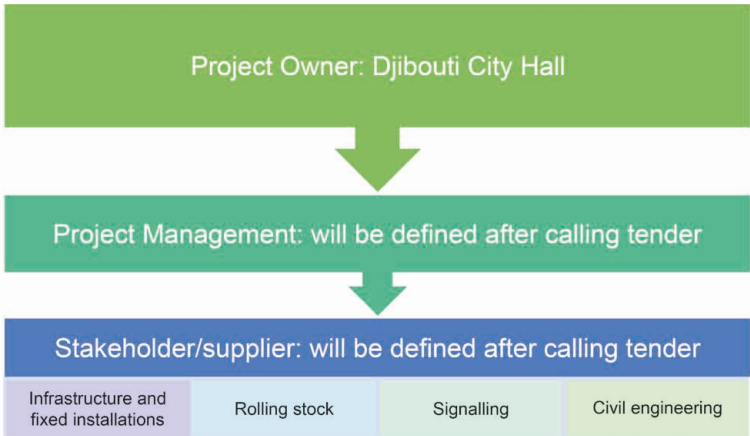 Project Owner: Djibouti City Hall
Project Management: will be defined after calling tender
Stakeholder/supplier: will be defined after calling tender
Infrastructure and
fixed installations
Rolling stock
Signalling
Civil engineering